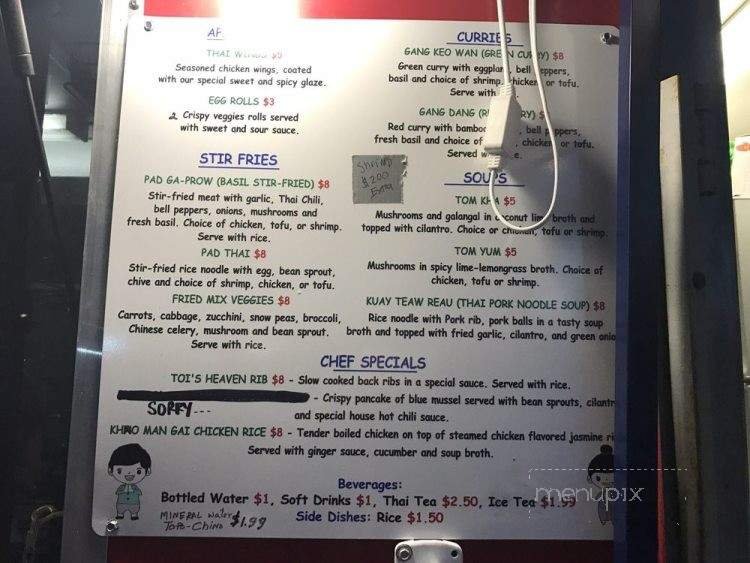 THAI WINGS $5
Seasoned chicken wings, coated
with our special sweet and spicy glaze.
EGG ROLLS $3
2 Crispy veggies rolls served
with sweet and sour sauce.
STIR FRIES
PAD GA-PROW (BASIL STIR-FRIED) $8
Stir-fried meat with garlic, Thai Chili,
bell peppers, onions, mushrooms and
fresh basil. Choice of chicken, tofu or shrimp.
Serve with rice.
PAD THAI $8
Stir-fried rice noodle with egg, bean sprout,
chive and choice of shrimp, chicken, or tofu.
FRIED MIX VEGGIES $8
Carrots, cabbage, zucchini, snow peas, broccoli,
Chinese celery, mushroom and bean sprout.
Serve with rice.
CURRIES
GANG KEO WAN (GREEN CURRY) $8
Green curry with eggplant, bell peppers,
basil and choice of shrimp, chicken or tofu.
Serve with
GANG DANG
Red curry with bell peppers,
fresh basil and choice of chicken or tofu.
Served
Shrimp
$2.00
Extra
SOUPS
TOM KHA $5
Mushrooms and galangal in coconut lime broth and
topped with cilantro. Choice or chicken, tofu or shrimp.
TOM YUM $5
Mushrooms in spicy lime-lemongrass broth. Choice of
chicken, tofu or shrimp.
KUAY TEAW REAU (THAI PORK NOODLE SOUP) $8
Rice noodle with Pork rib, pork balls in a tasty soup
broth and topped with fried garlic, cilantro, and green onio
CHEF SPECIALS
TOI'S HEAVEN RIB $8 - Slow cooked back ribs in a special sauce. Served with rice.
- Crispy pancake of blue mussel served with bean sprouts, cilantr
SORRY---
and special house hot chili sauce.
KHAO MAN GAI CHICKEN RICE $8 - Tender boiled chicken on top of steamed chicken flavored jasmine ri
Served with ginger sauce, cucumber and soup broth.
Beverages:
Bottled Water $1, Soft Drinks $1, Thai Tea $2.50, Ice Tea $1.99
MINERAL water
TOPO-CHINO $1.99
Side Dishes: Rice $1.50
menupix